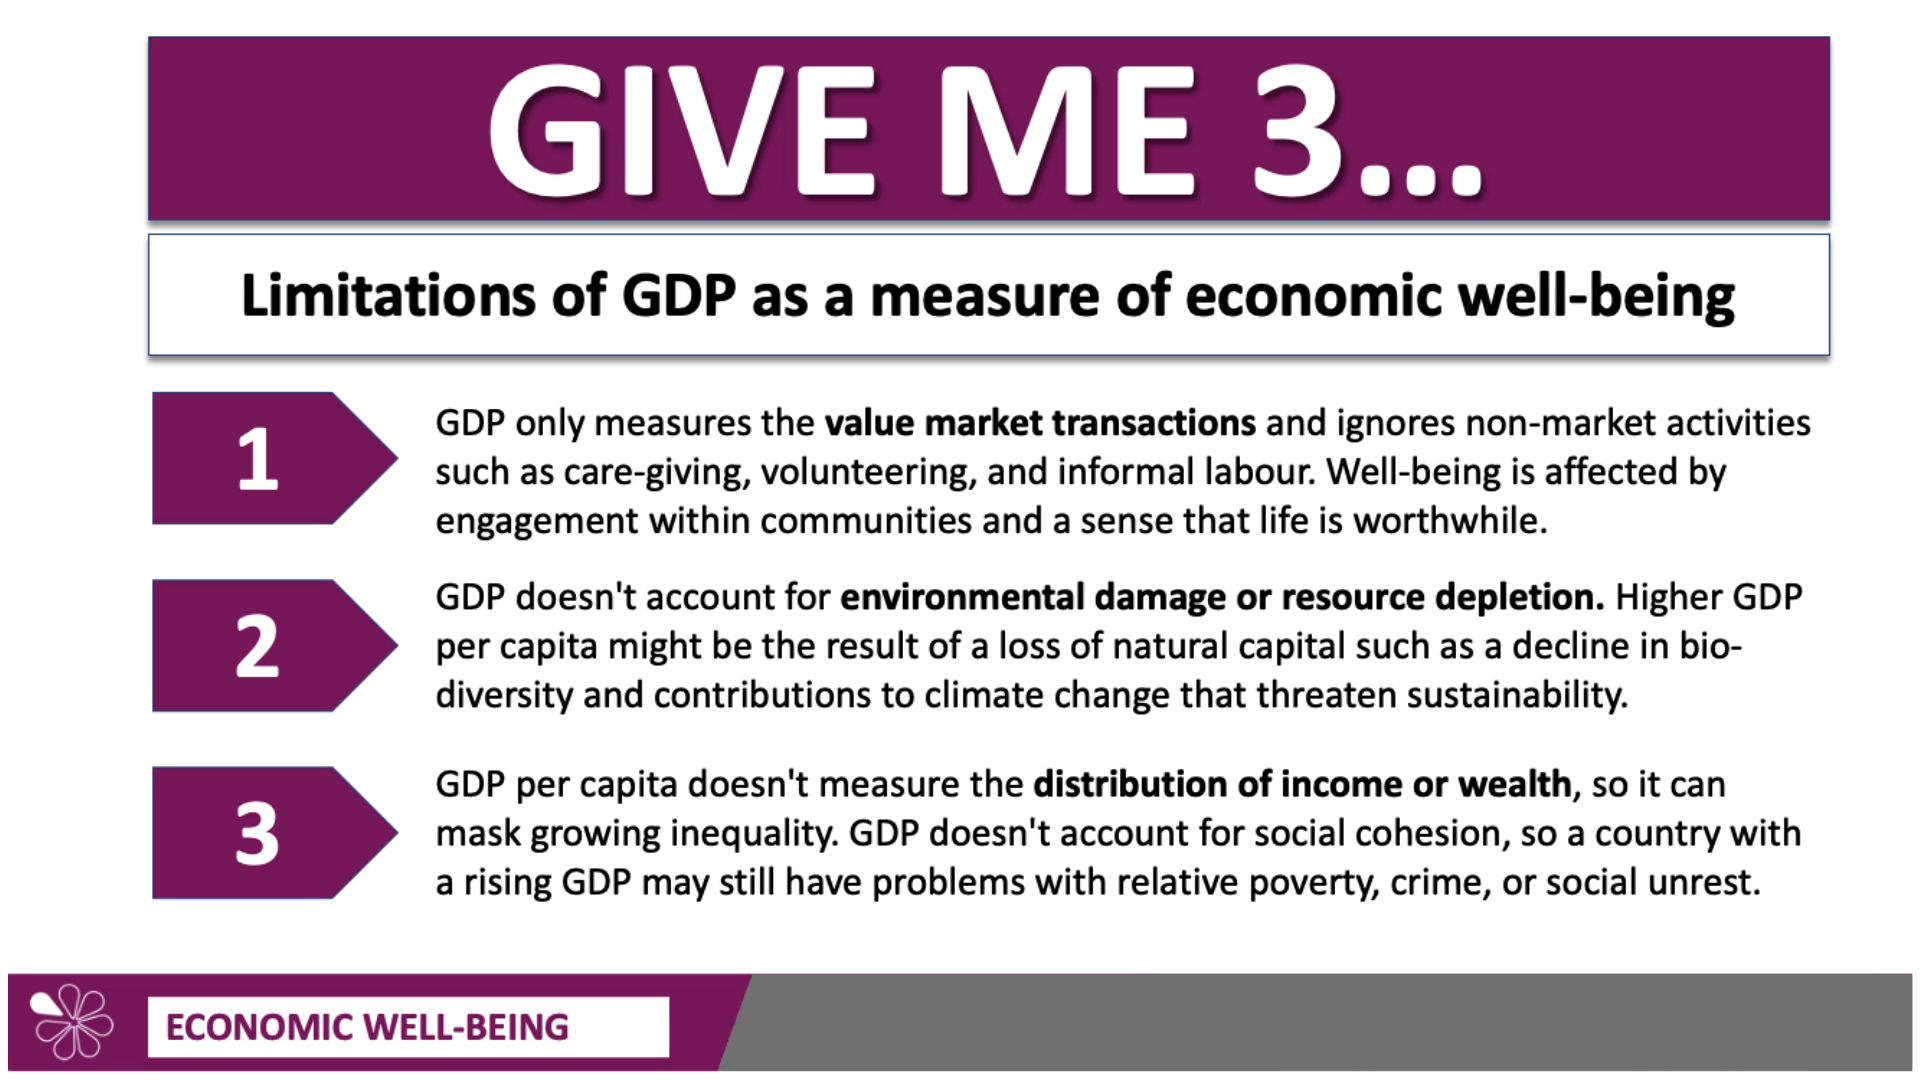 GIVE ME 3...
Limitations of GDP as a measure of economic well-being
1
GDP only measures the value market transactions and ignores non-market activities
such as care-giving, volunteering, and informal labour. Well-being is affected by
engagement within communities and a sense that life is worthwhile.
2
GDP doesn't account for environmental damage or resource depletion. Higher GDP
per capita might be the result of a loss of natural capital such as a decline in bio-
diversity and contributions to climate change that threaten sustainability.
3
GDP per capita doesn't measure the distribution of income or wealth, so it can
mask growing inequality. GDP doesn't account for social cohesion, so a country with
a rising GDP may still have problems with relative poverty, crime, or social unrest.
ECONOMIC WELL-BEING